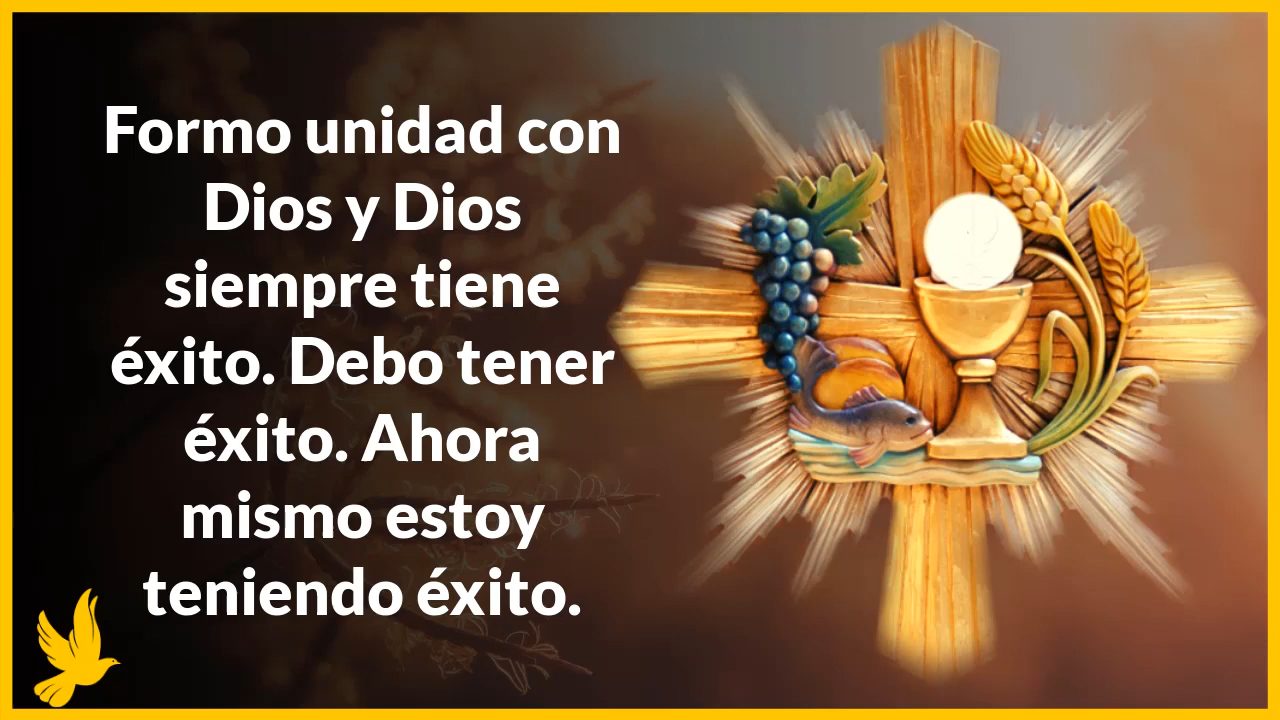 Formo unidad con
Dios y Dios
siempre tiene
éxito. Debo tener
éxito. Ahora
mismo estoy
teniendo éxito.